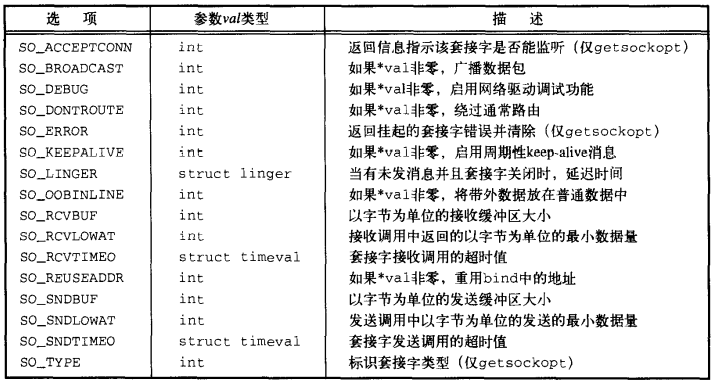 选 项 参数val类型 描 述
SO_ACCEPTCONN int 返回信息指示该套接字是否能监听（仅getsockopt）
SO_BROADCAST int 如果*val非零，广播数据包
SO_DEBUG int 如果*val非零，启用网络驱动调试功能
SO_DONTROUTE int 如果*val非零，绕过通常路由
SO_ERROR int 返回挂起的套接字错误并清除（仅getsockopt）
SO_KEEPALIVE int 如果*val非零，启用周期性keep-alive消息
SO_LINGER struct linger 当有未发消息并且套接字关闭时，延迟时间
SO_OOBINLINE int 如果*val非零，将带外数据放在普通数据中
SO_RCVBUF int 以字节为单位的接收缓冲区大小
SO_RCVLOWAT int 接收调用中返回的以字节为单位的最小数据量
SO_RCVTIMEO struct timeval 套接字接收调用的超时值
SO_REUSEADDR int 如果*val非零，重用bind中的地址
SO_SNDBUF int 以字节为单位的发送缓冲区大小
SO_SNDLOWAT int 发送调用中以字节为单位的发送的最小数据量
SO_SNDTIMEO struct timeval 套接字发送调用的超时值
SO_TYPE int 标识套接字类型（仅getsockopt）